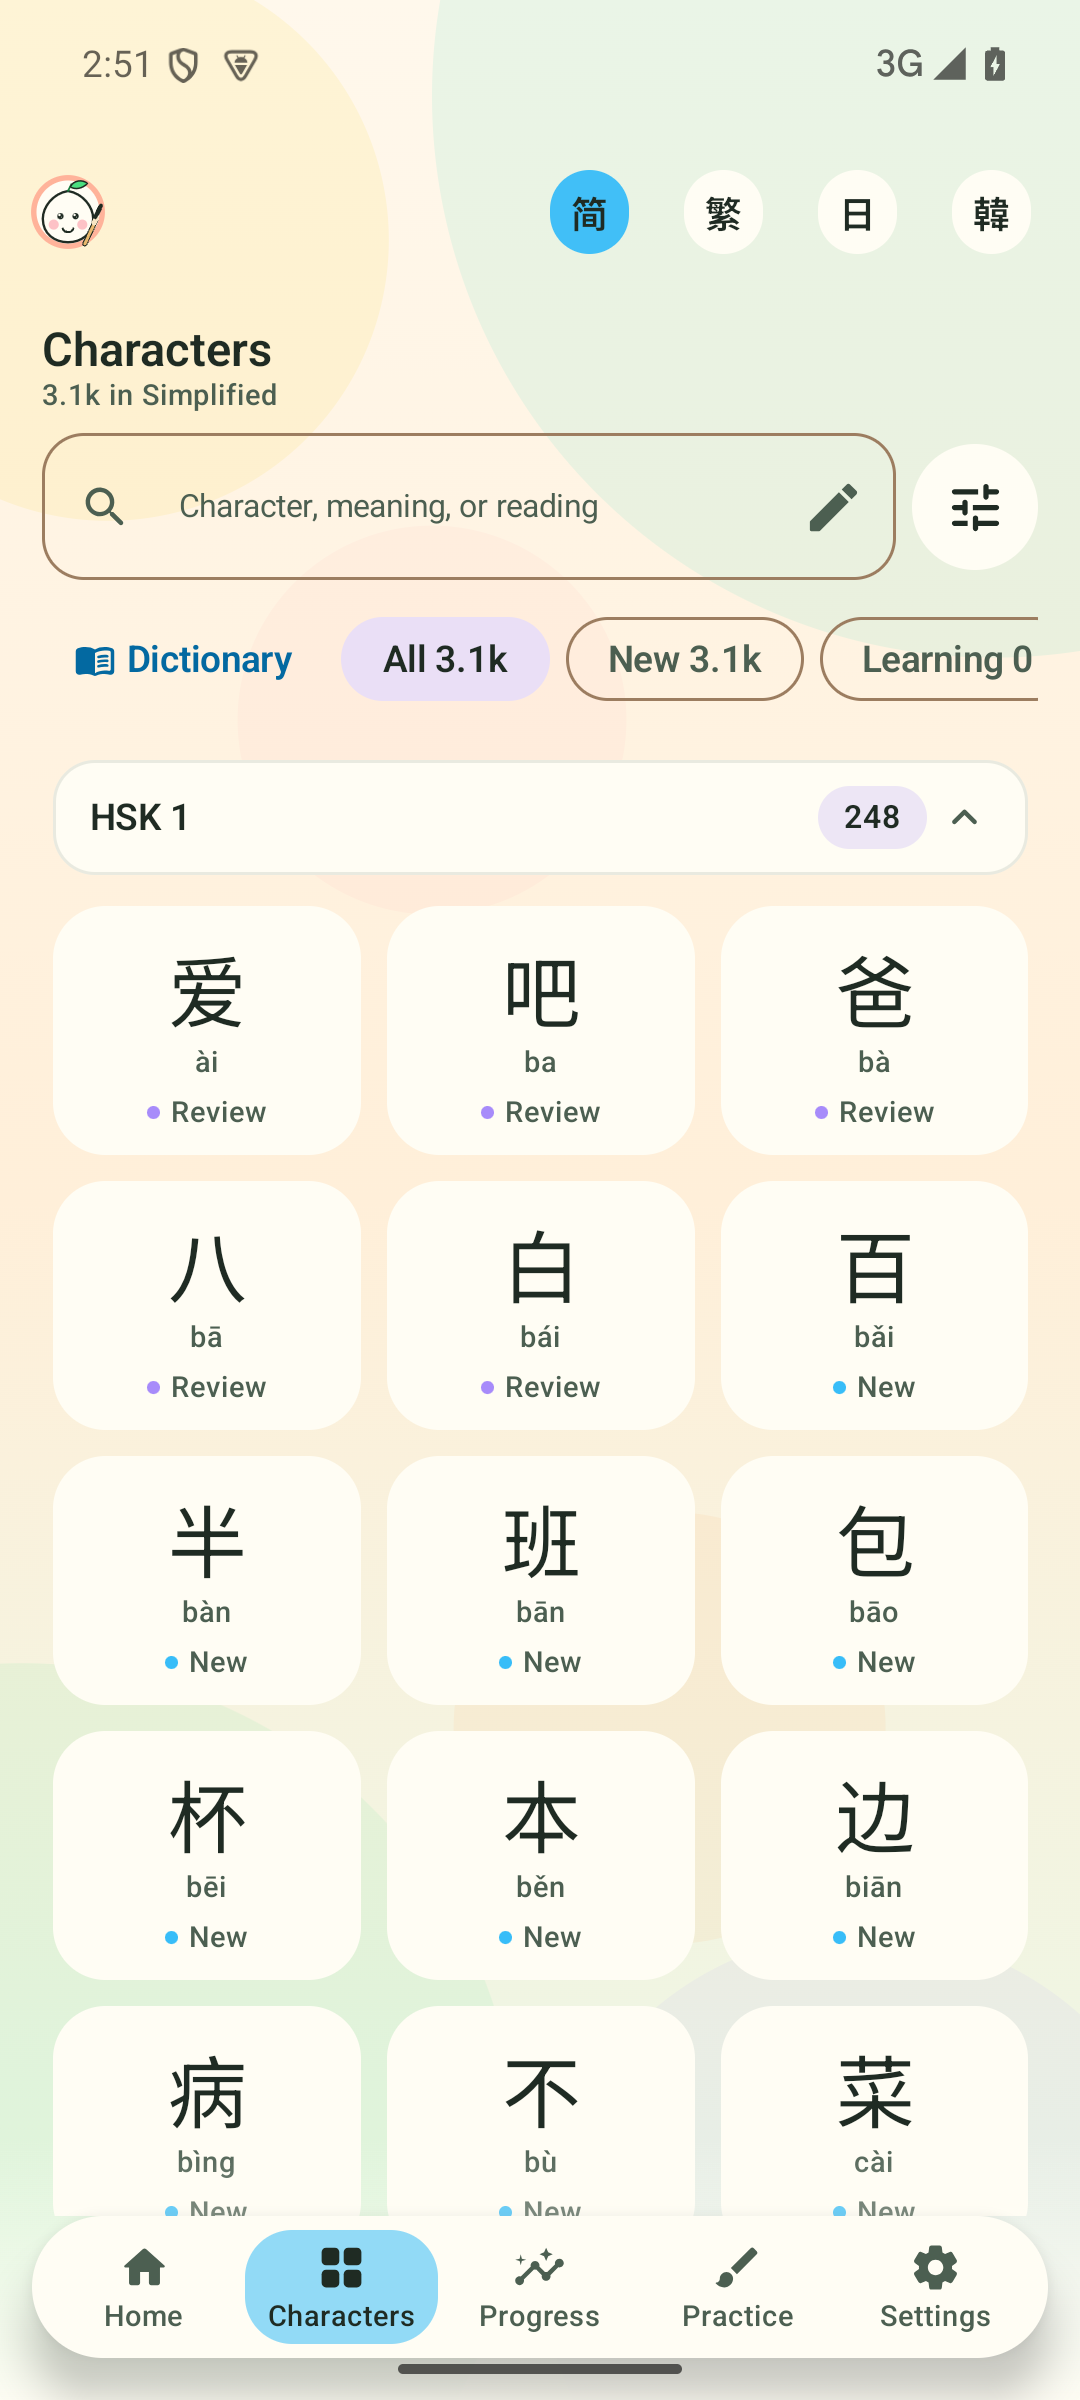 2:51
3G
简 繁 日 韓
Characters
3.1k in Simplified
Character, meaning, or reading
Dictionary All 3.1k New 3.1k Learning 0
HSK 1 248
爱 吧 爸
ài ba bà
Review Review Review
八 白 百
bā bái bǎi
Review Review New
半 班 包
bàn bān bāo
New New New
杯 本 边
bēi běn biān
New New New
病 不 菜
bìng bù cài
New New New
Home Characters Progress Practice Settings